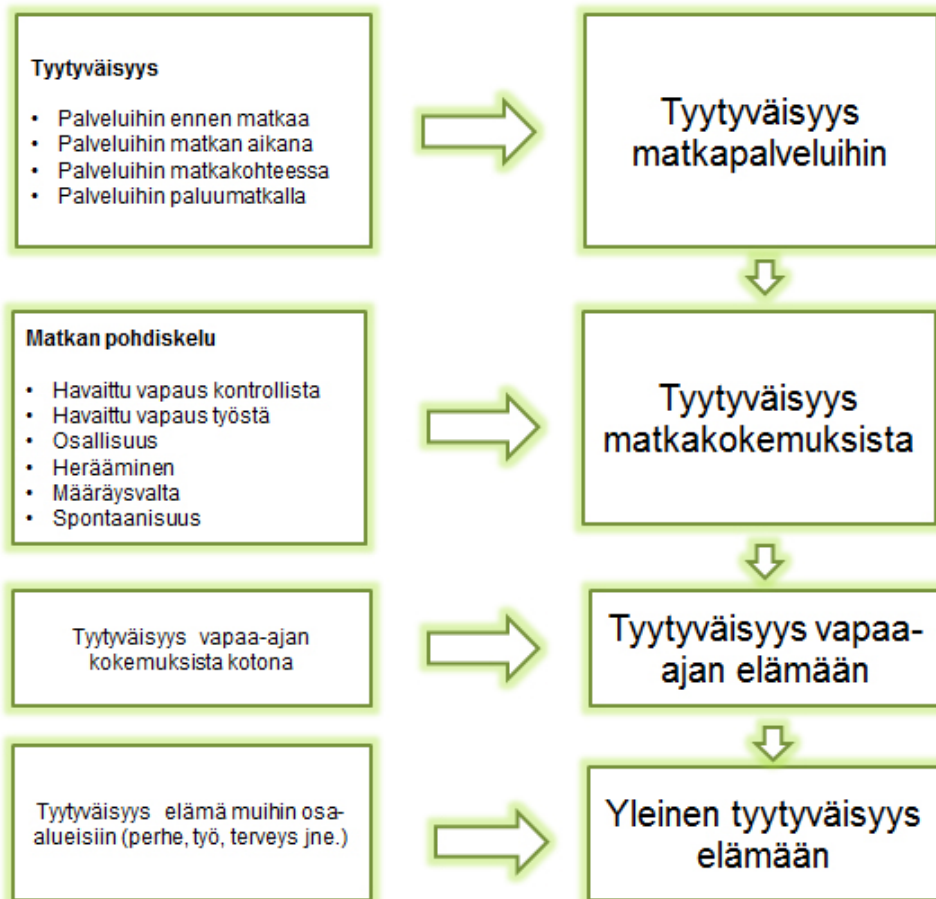 Tyytyväisyys
• Palveluihin ennen matkaa
• Palveluihin matkan aikana
• Palveluihin matkakohteessa
• Palveluihin paluumatkalla
Tyytyväisyys
matkapalveluihin
Matkan pohdiskelu
• Havaittu vapaus kontrollista
• Havaittu vapaus työstä
• Osallisuus
• Herääminen
• Määräysvalta
• Spontaanisuus
Tyytyväisyys
matkakokemuksista
Tyytyväisyys vapaa-ajan
kokemuksista kotona
Tyytyväisyys vapaa-
ajan elämään
Tyytyväisyys elämä muihin osa-
alueisiin (perhe, työ, terveys jne.)
Yleinen tyytyväisyys
elämään